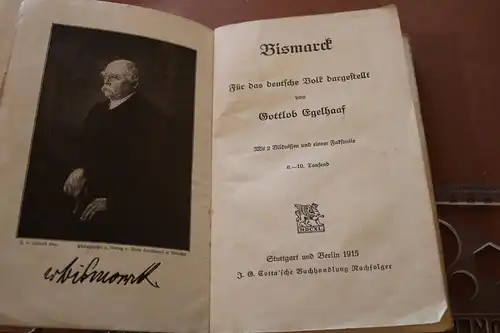 Bismarck
Für das deutsche Volk dargestellt
von
Gottlob Egelhaaf
Mit 2 Bildnissen und einem Faksimile
6.—10. Tausend
Stuttgart und Berlin 1915
J. G. Cotta'sche Buchhandlung Nachfolger
v Bismarck.